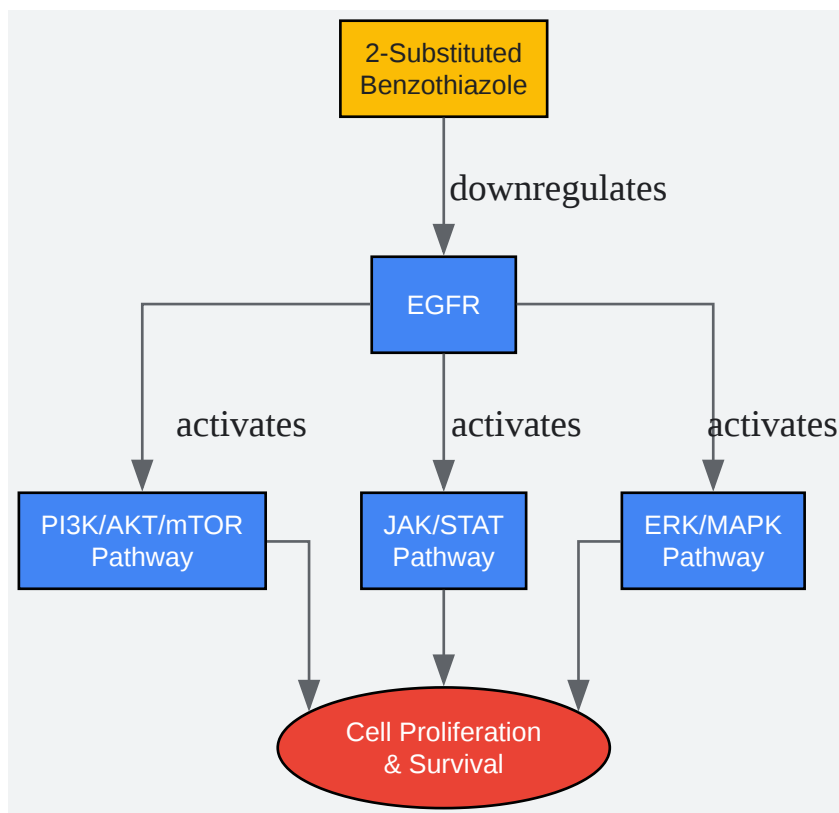 2-Substituted
Benzothiazole
downregulates
EGFR
activates
activates
activates
PI3K/AKT/mTOR
Pathway
JAK/STAT
Pathway
ERK/MAPK
Pathway
Cell Proliferation
& Survival